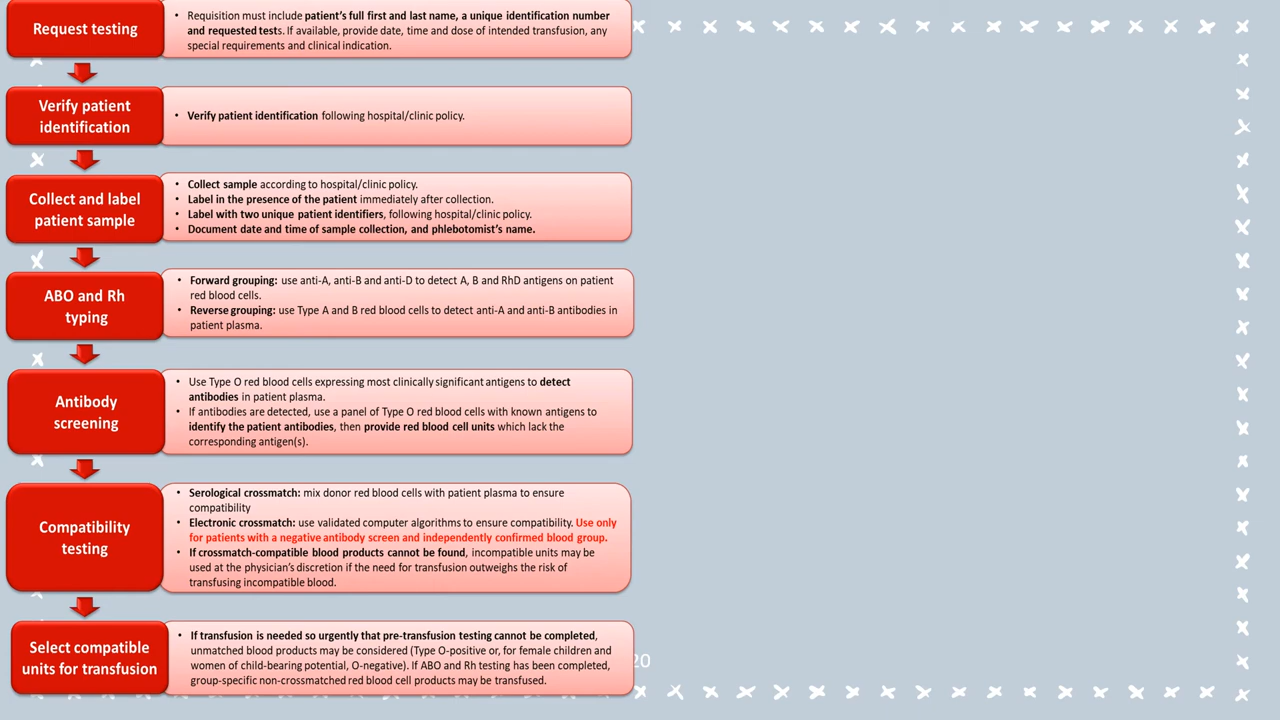 Request testing
• Requisition must include patient's full first and last name, a unique identification number
and requested tests. If available, provide date, time and dose of intended transfusion, any
special requirements and clinical indication.
Verify patient
identification
• Verify patient identification following hospital/clinic policy.
Collect and label
patient sample
• Collect sample according to hospital/clinic policy.
• Label in the presence of the patient immediately after collection.
• Label with two unique patient identifiers, following hospital/clinic policy.
• Document date and time of sample collection, and phlebotomist's name.
ABO and Rh
typing
• Forward grouping: use anti-A, anti-B and anti-D to detect A, B and RhD antigens on patient
red blood cells.
• Reverse grouping: use Type A and B red blood cells to detect anti-A and anti-B antibodies in
patient plasma.
Antibody
screening
• Use Type O red blood cells expressing most clinically significant antigens to detect
antibodies in patient plasma.
• If antibodies are detected, use a panel of Type O red blood cells with known antigens to
identify the patient antibodies, then provide red blood cell units which lack the
corresponding antigen(s).
Compatibility
testing
• Serological crossmatch: mix donor red blood cells with patient plasma to ensure
compatibility
• Electronic crossmatch: use validated computer algorithms to ensure compatibility. Use only
for patients with a negative antibody screen and independently confirmed blood group.
• If crossmatch-compatible blood products cannot be found, incompatible units may be
used at the physician's discretion if the need for transfusion outweighs the risk of
transfusing incompatible blood.
Select compatible
units for transfusion
• If transfusion is needed so urgently that pre-transfusion testing cannot be completed,
unmatched blood products may be considered (Type O-positive or, for female children and
women of child-bearing potential, O-negative). If ABO and Rh testing has been completed,
group-specific non-crossmatched red blood cell products may be transfused.
20